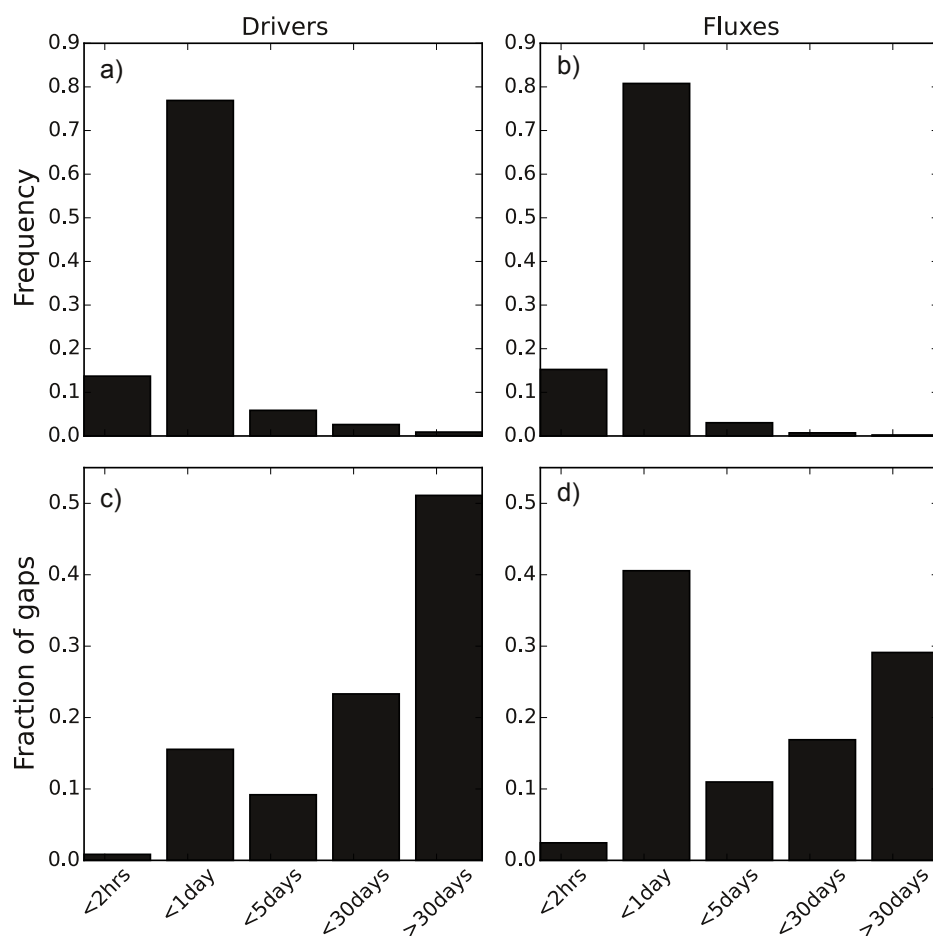 Drivers
Fluxes
a)
b)
Frequency
0.9
0.8
0.7
0.6
0.5
0.4
0.3
0.2
0.1
0.0
0.9
0.8
0.7
0.6
0.5
0.4
0.3
0.2
0.1
0.0
c)
d)
Fraction of gaps
0.5
0.4
0.3
0.2
0.1
0.0
0.5
0.4
0.3
0.2
0.1
0.0
<2hrs
<1day
<5days
<30days
>30days
<2hrs
<1day
<5days
<30days
>30days